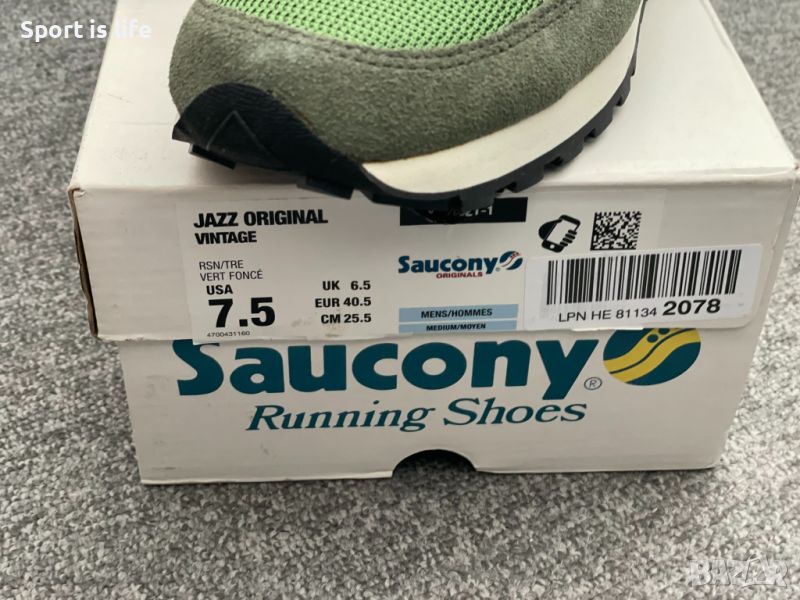 Sport is life
JAZZ ORIGINAL
VINTAGE
RSN/TRE
VERT FONCÉ
USA
7.5
UK 6.5
EUR 40.5
CM 25.5
4700431160
Saucony
ORIGINALS
MENS/HOMMES
MEDIUM/MOYEN
LPN HE 81134 2078
Saucony®
Running Shoes
BAZAR